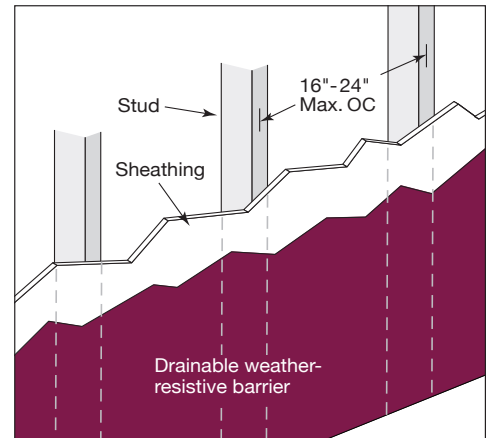 16"-24"
Max. OC
Stud
Sheathing
Drainable weather-
resistive barrier